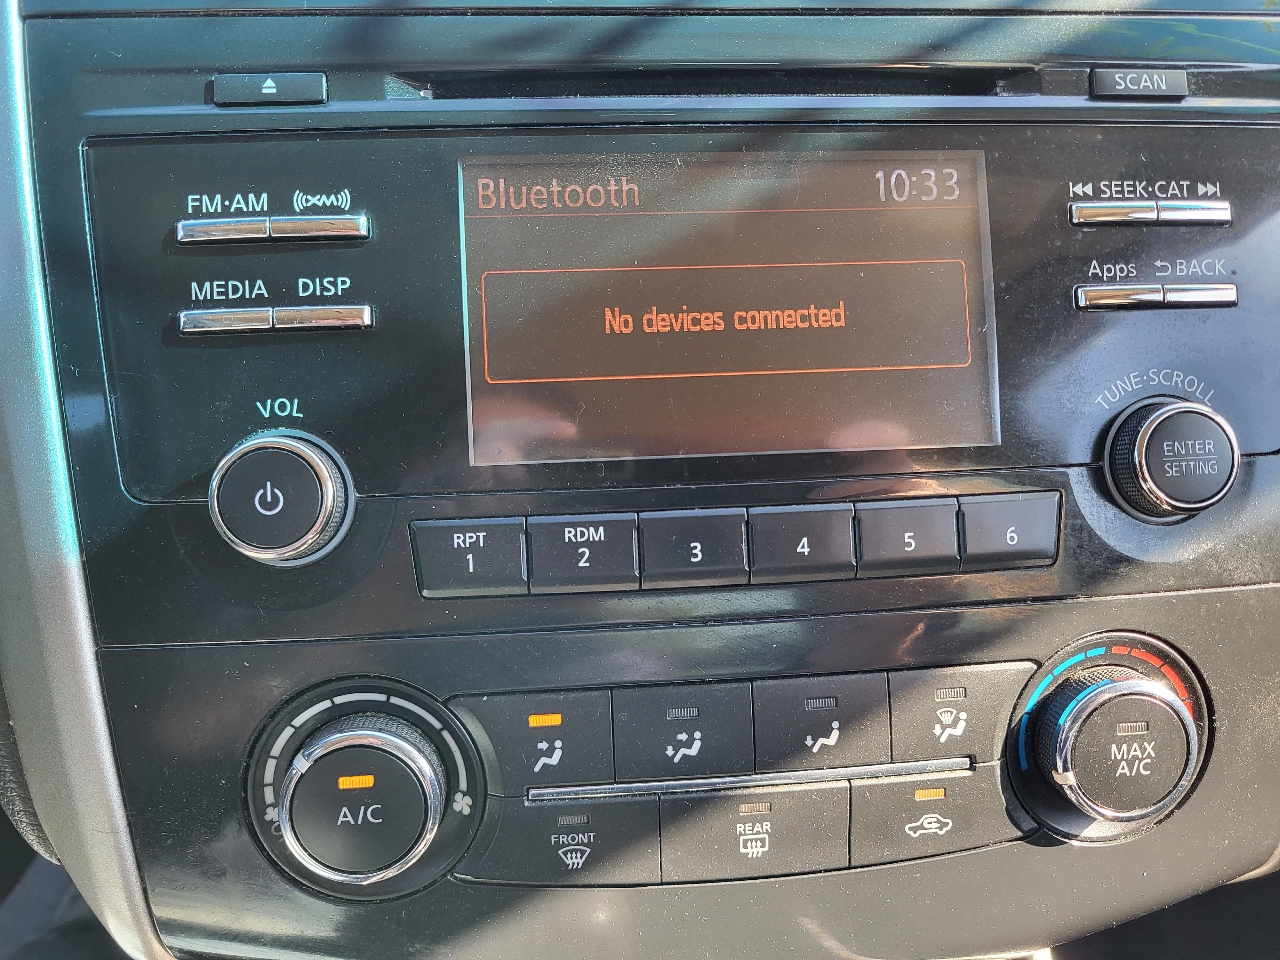 SCAN
FM·AM XM
Bluetooth 10:33
SEEK·CAT
MEDIA DISP
Apps BACK
No devices connected
VOL
TUNE·SCROLL
ENTER
SETTING
RPT
1
RDM
2
3
4
5
6
A/C
MAX
A/C
FRONT
REAR